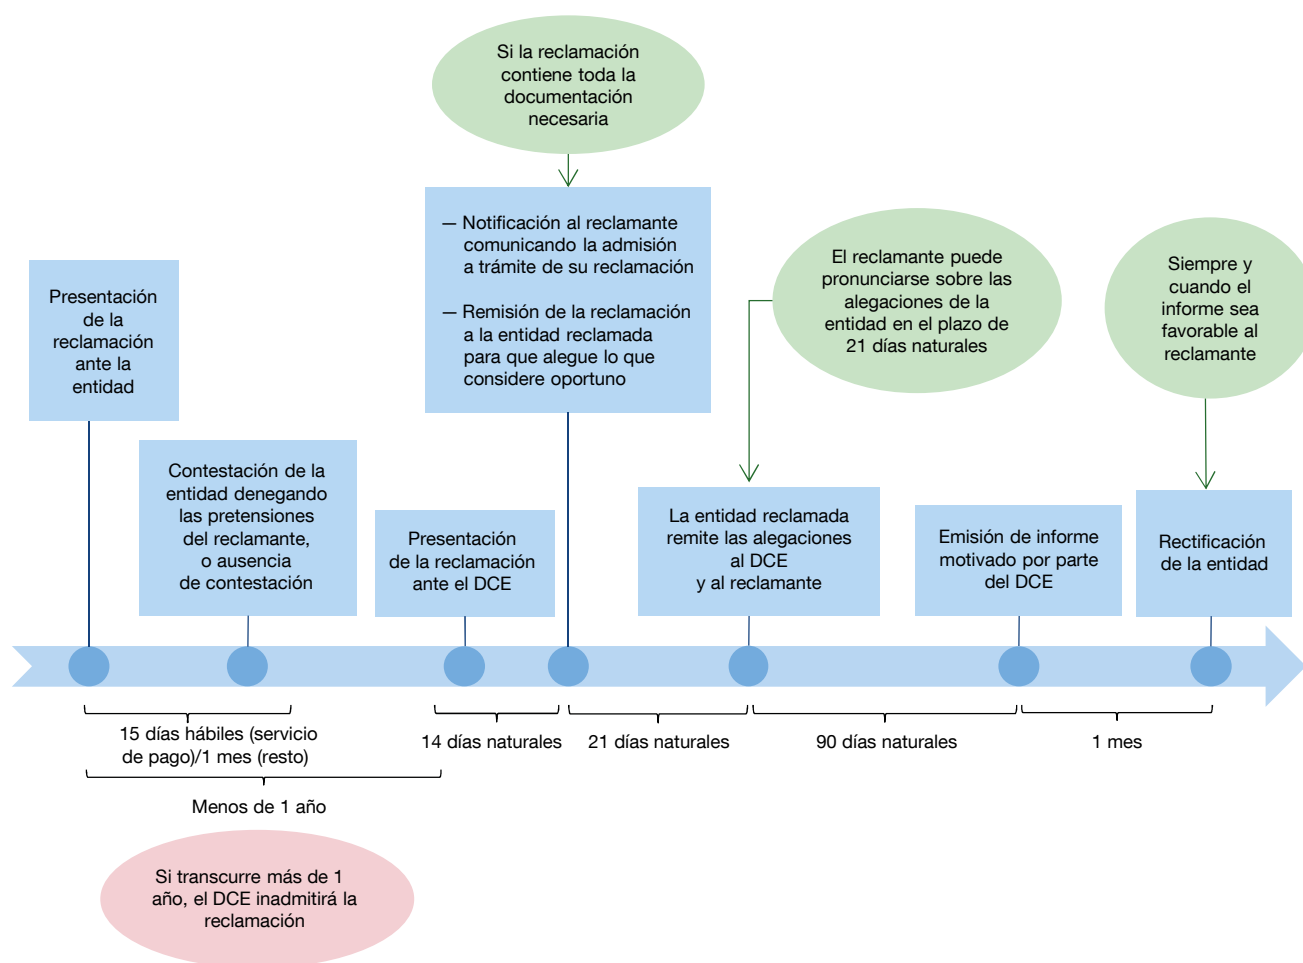 Si la reclamación
contiene toda la
documentación
necesaria
— Notificación al reclamante
comunicando la admisión
a trámite de su reclamación
— Remisión de la reclamación
a la entidad reclamada
para que alegue lo que
considere oportuno
El reclamante puede
pronunciarse sobre las
alegaciones de la
entidad en el plazo de
21 días naturales
Siempre y
cuando el
informe sea
favorable al
reclamante
Presentación
de la
reclamación
ante la
entidad
Contestación de la
entidad denegando
las pretensiones
del reclamante,
o ausencia
de contestación
Presentación
de la reclamación
ante el DCE
La entidad reclamada
remite las alegaciones
al DCE
y al reclamante
Emisión de informe
motivado por parte
del DCE
Rectificación
de la entidad
15 días hábiles (servicio
de pago)/1 mes (resto)
14 días naturales
21 días naturales
90 días naturales
1 mes
Menos de 1 año
Si transcurre más de 1
año, el DCE inadmitirá la
reclamación